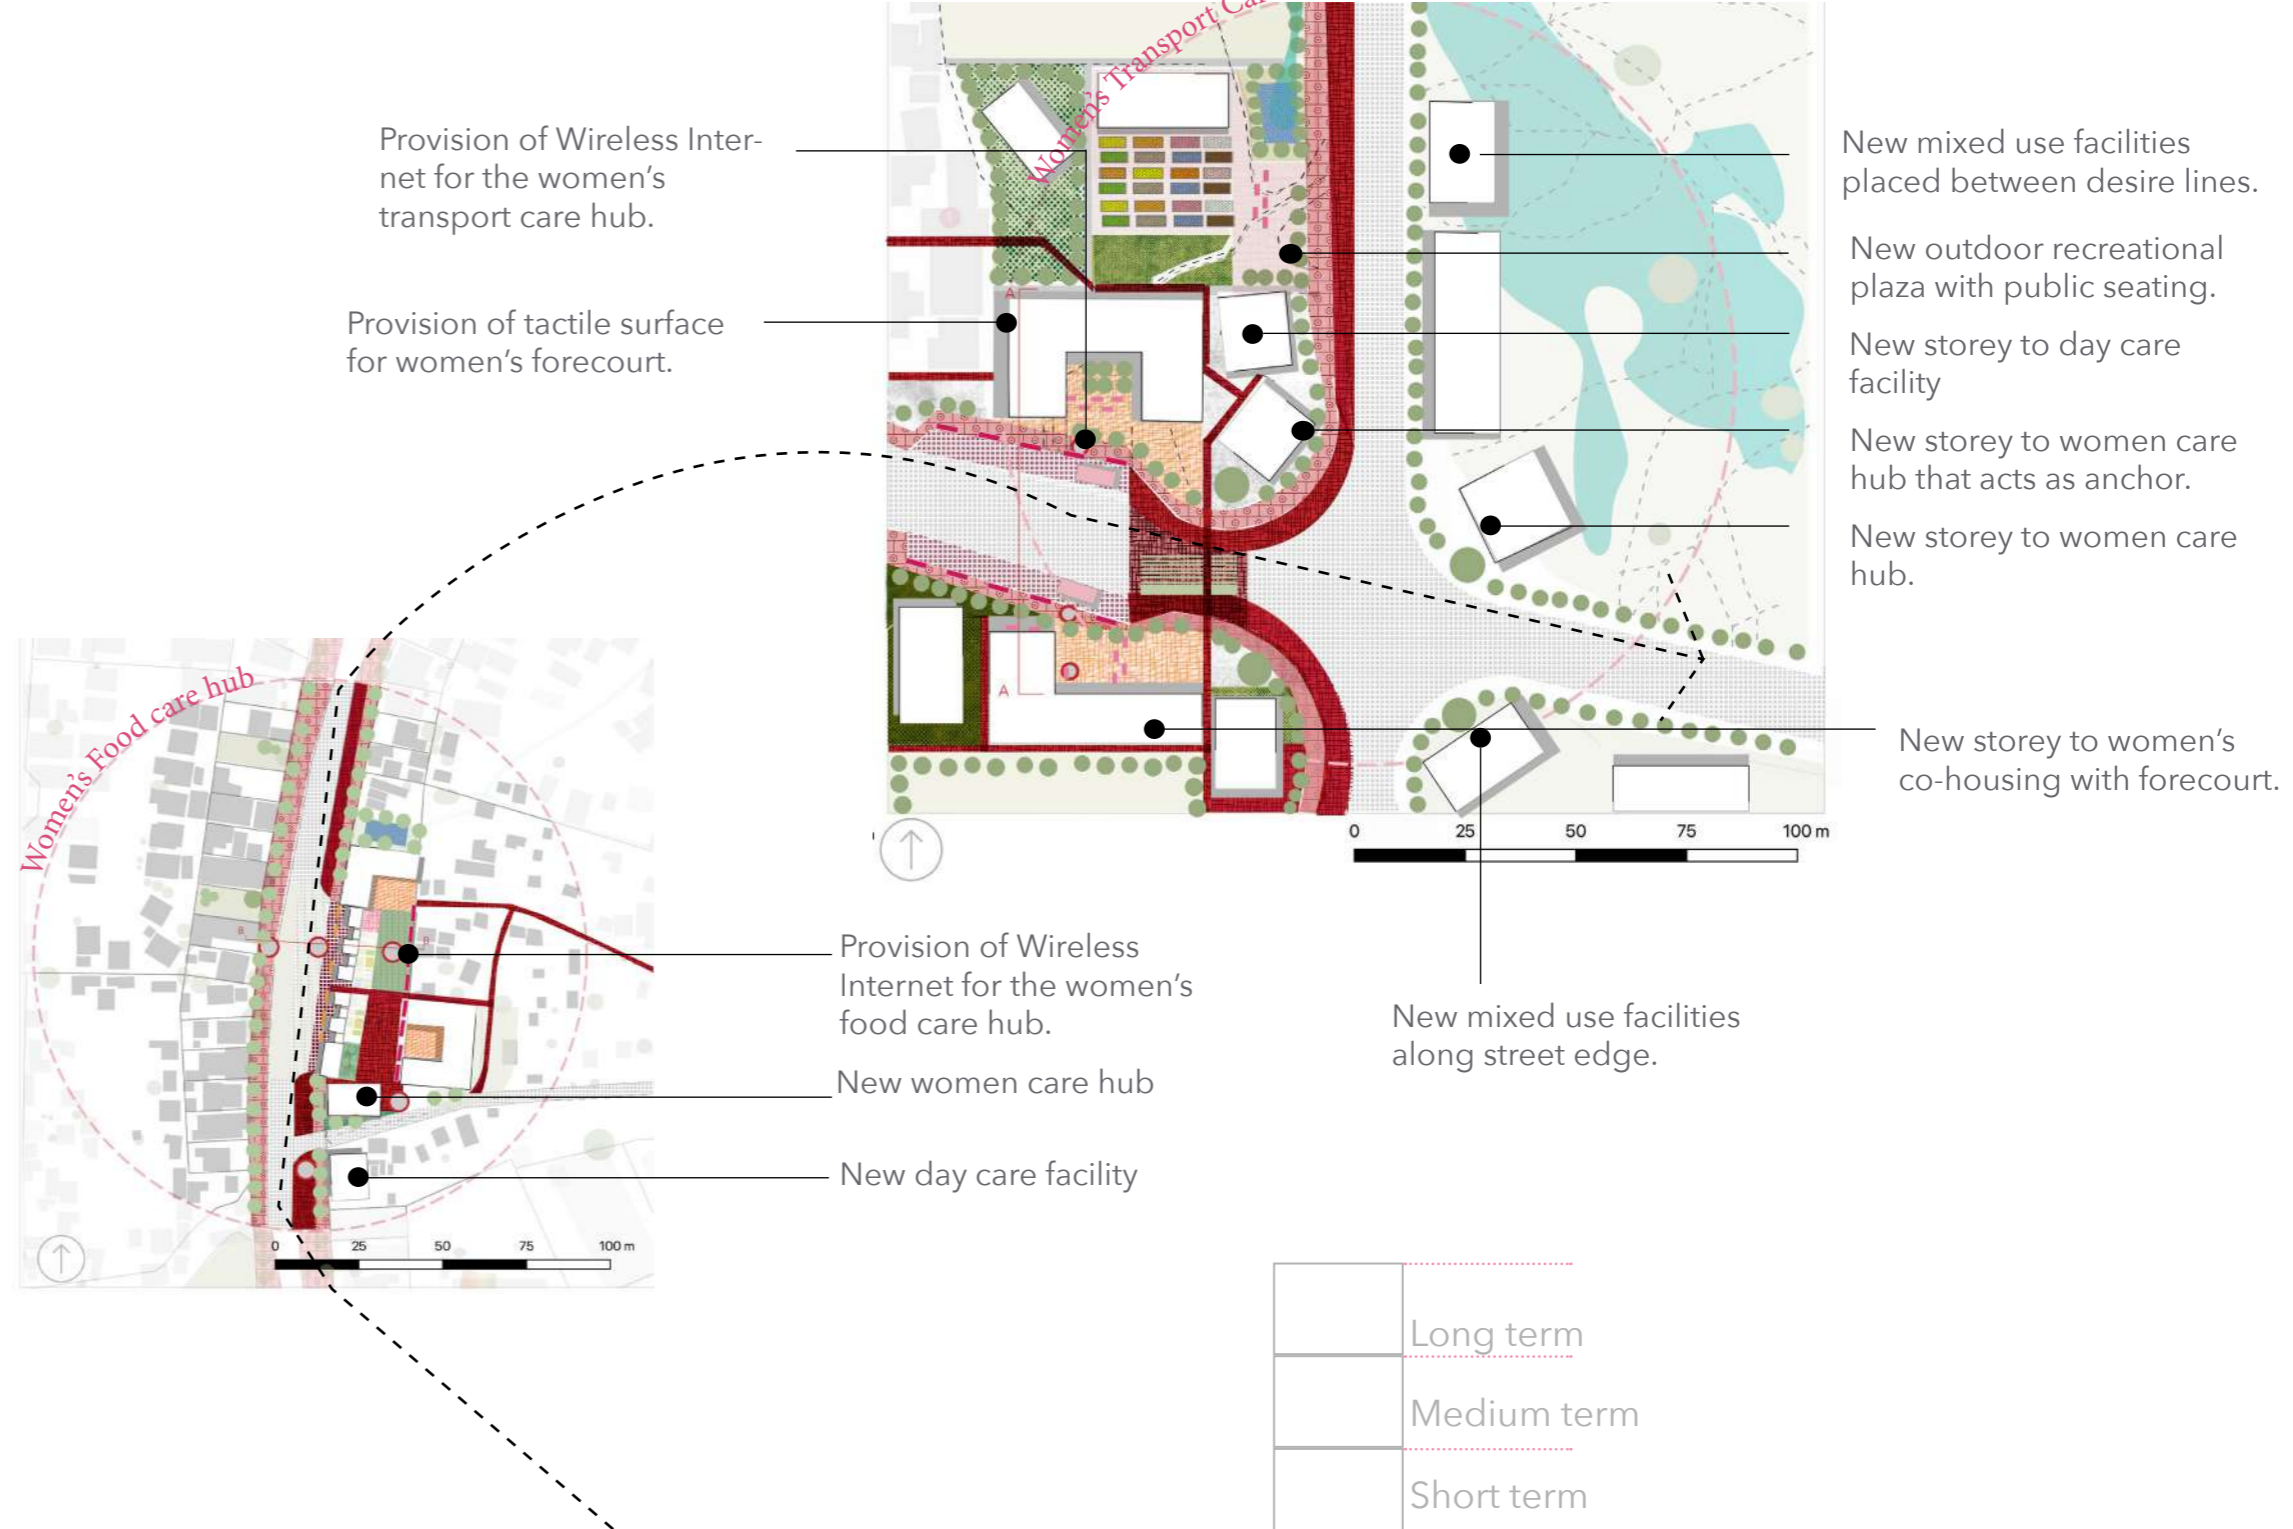 Women's Transport Ca
Provision of Wireless Inter-
net for the women's
transport care hub.
Provision of tactile surface
for women's forecourt.
New mixed use facilities
placed between desire lines.
New outdoor recreational
plaza with public seating.
New storey to day care
facility
New storey to women care
hub that acts as anchor.
New storey to women care
hub.
New storey to women's
co-housing with forecourt.
A
A
0 25 50 75 100 m
New mixed use facilities
along street edge.
Women's Food care hub
B
B
Provision of Wireless
Internet for the women's
food care hub.
New women care hub
New day care facility
0 25 50 75 100 m
Long term
Medium term
Short term